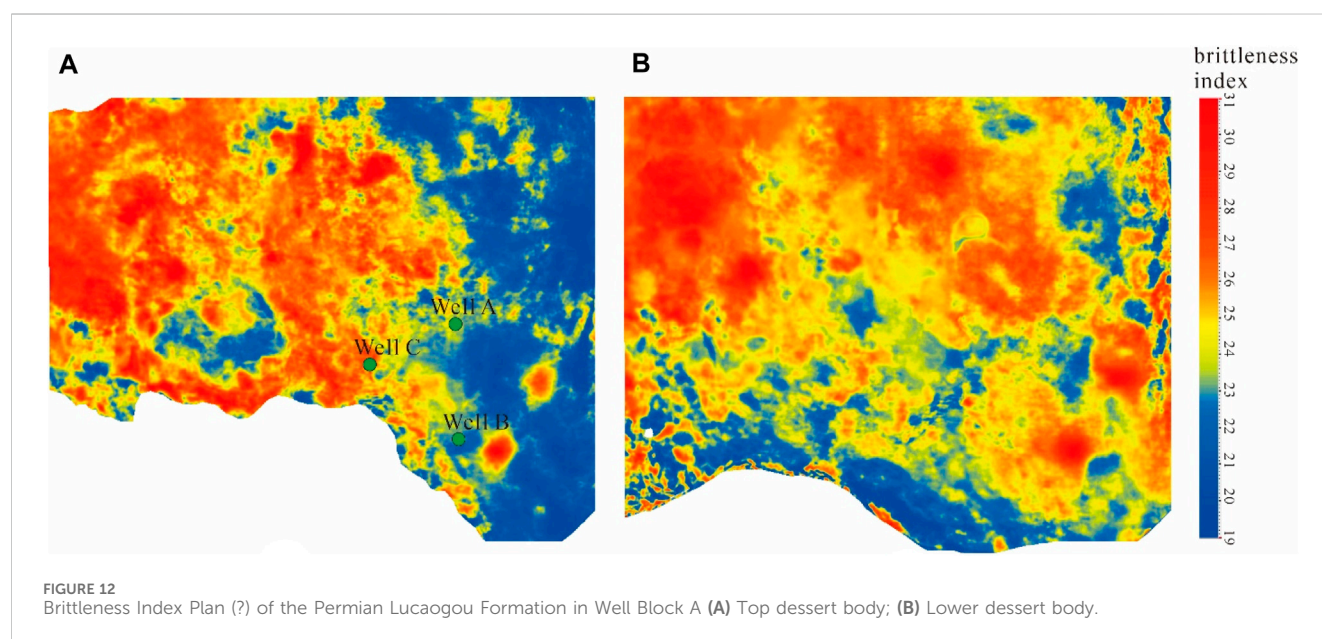 A
B
brittleness
index
31
30
29
28
27
26
25
24
23
22
21
20
19
Well A
Well C
Well B
FIGURE 12
Brittleness Index Plan (?) of the Permian Lucaogou Formation in Well Block A (A) Top dessert body; (B) Lower dessert body.